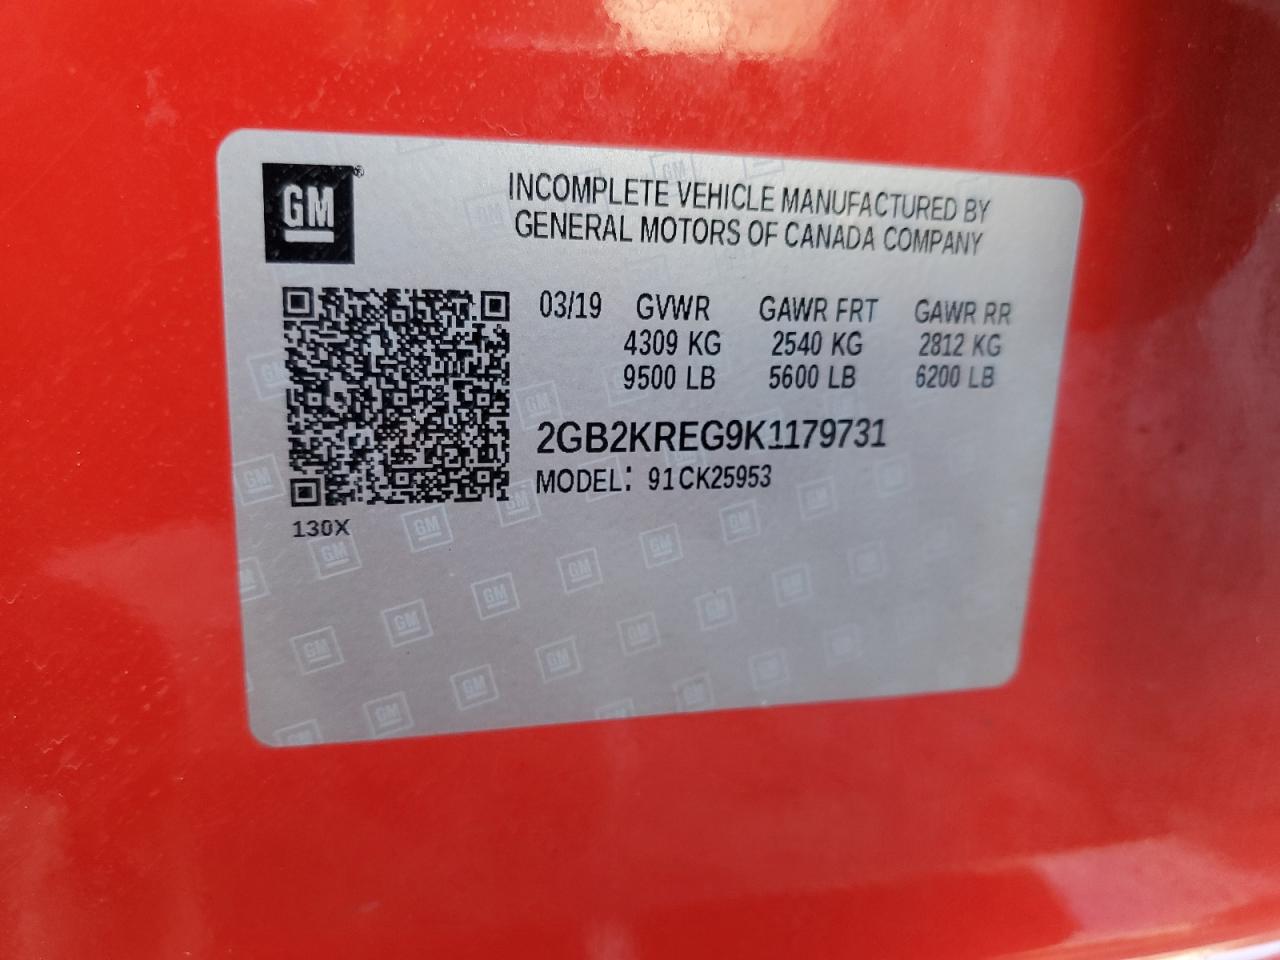 GM®
INCOMPLETE VEHICLE MANUFACTURED BY
GENERAL MOTORS OF CANADA COMPANY
03/19 GVWR GAWR FRT GAWR RR
4309 KG 2540 KG 2812 KG
9500 LB 5600 LB 6200 LB
2GB2KREG9K1179731
MODEL: 91CK25953
130X